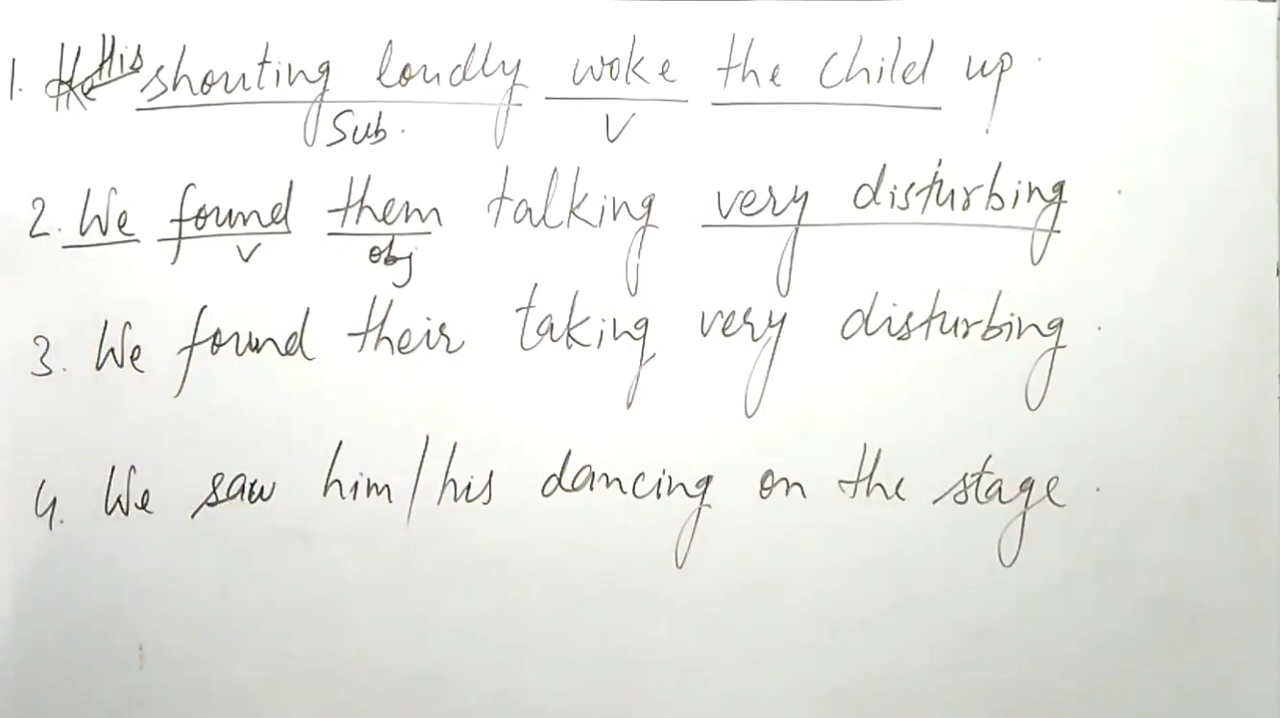 1. He His shouting loudly woke the child up.
Sub. V
2. We found them talking very disturbing.
V obj
3. We found their taking very disturbing.
4. We saw him/his dancing on the stage.